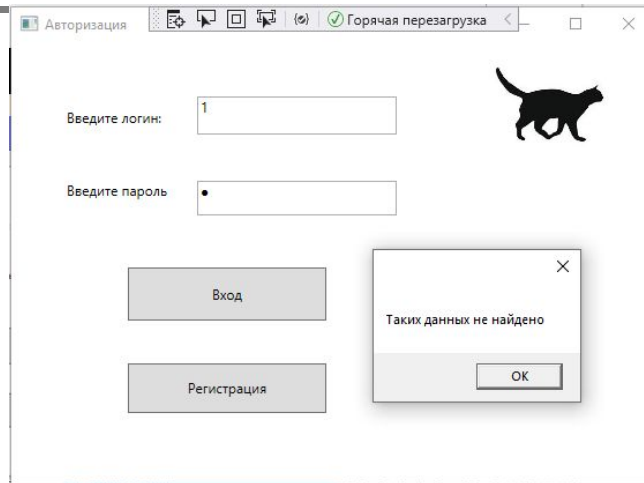 Авторизация
Горячая перезагрузка
Введите логин:
1
Введите пароль
Вход
Таких данных не найдено
OK
Регистрация